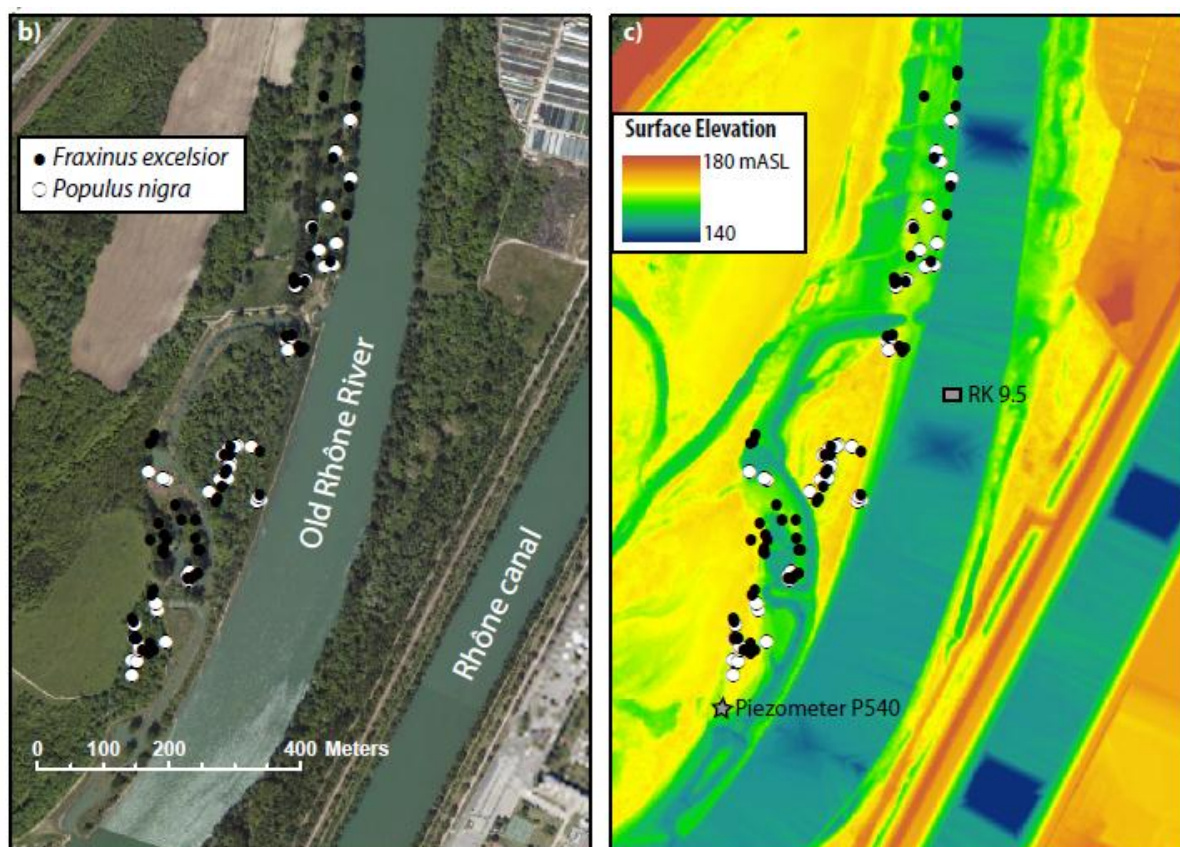 b)
Fraxinus excelsior
Populus nigra
Old Rhône River
Rhône canal
0 100 200 400 Meters
c)
Surface Elevation
180 mASL
140
RK 9.5
Piezometer P540